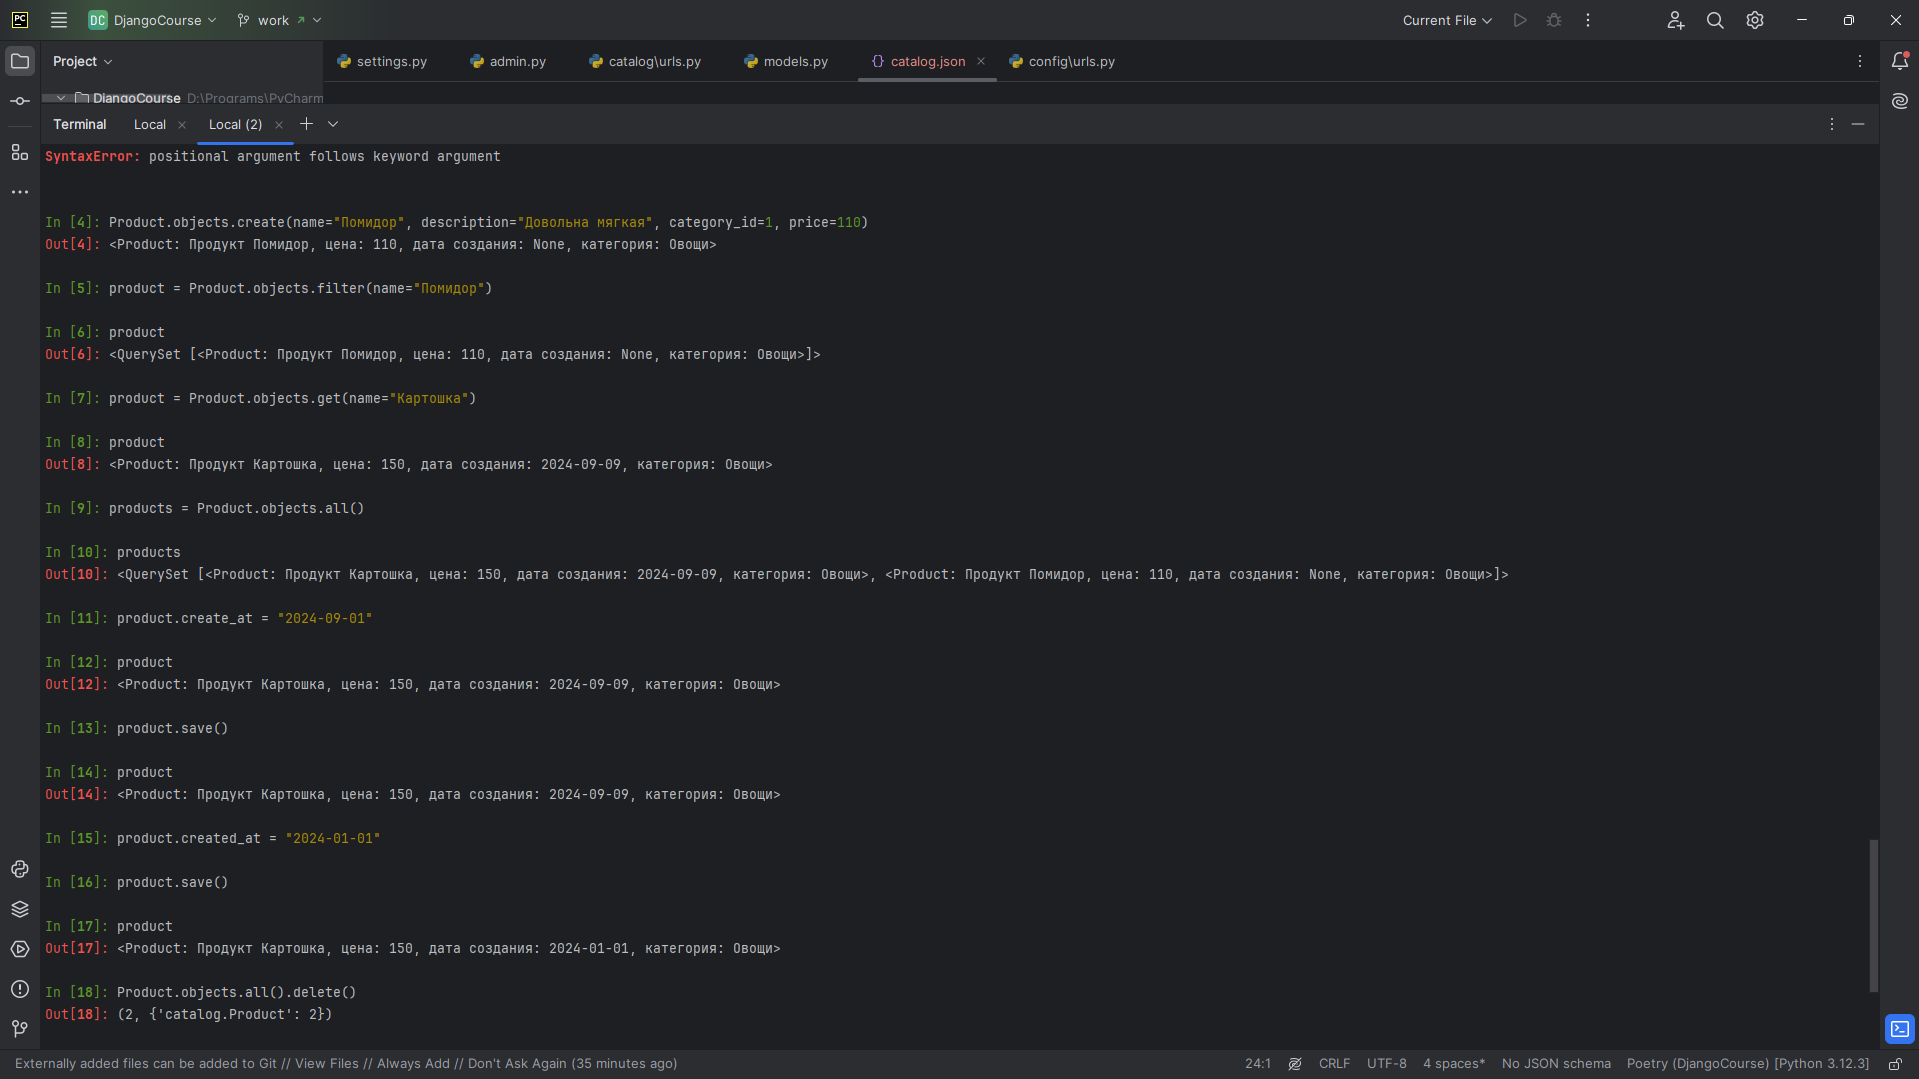 PC DC DjangoCourse work Current File
Project settings.py admin.py catalog\urls.py models.py {} catalog.json config\urls.py
DjangoCourse D:\Programs\PyCharm
Terminal Local Local (2)
SyntaxError: positional argument follows keyword argument
In [4]: Product.objects.create(name="Помидор", description="Довольна мягкая", category_id=1, price=110)
Out[4]: <Product: Продукт Помидор, цена: 110, дата создания: None, категория: Овощи>
In [5]: product = Product.objects.filter(name="Помидор")
In [6]: product
Out[6]: <QuerySet [<Product: Продукт Помидор, цена: 110, дата создания: None, категория: Овощи>]>
In [7]: product = Product.objects.get(name="Картошка")
In [8]: product
Out[8]: <Product: Продукт Картошка, цена: 150, дата создания: 2024-09-09, категория: Овощи>
In [9]: products = Product.objects.all()
In [10]: products
Out[10]: <QuerySet [<Product: Продукт Картошка, цена: 150, дата создания: 2024-09-09, категория: Овощи>, <Product: Продукт Помидор, цена: 110, дата создания: None, категория: Овощи>]>
In [11]: product.create_at = "2024-09-01"
In [12]: product
Out[12]: <Product: Продукт Картошка, цена: 150, дата создания: 2024-09-09, категория: Овощи>
In [13]: product.save()
In [14]: product
Out[14]: <Product: Продукт Картошка, цена: 150, дата создания: 2024-09-09, категория: Овощи>
In [15]: product.created_at = "2024-01-01"
In [16]: product.save()
In [17]: product
Out[17]: <Product: Продукт Картошка, цена: 150, дата создания: 2024-01-01, категория: Овощи>
In [18]: Product.objects.all().delete()
Out[18]: (2, {'catalog.Product': 2})
Externally added files can be added to Git // View Files // Always Add // Don't Ask Again (35 minutes ago) 24:1 CRLF UTF-8 4 spaces* No JSON schema Poetry (DjangoCourse) [Python 3.12.3]